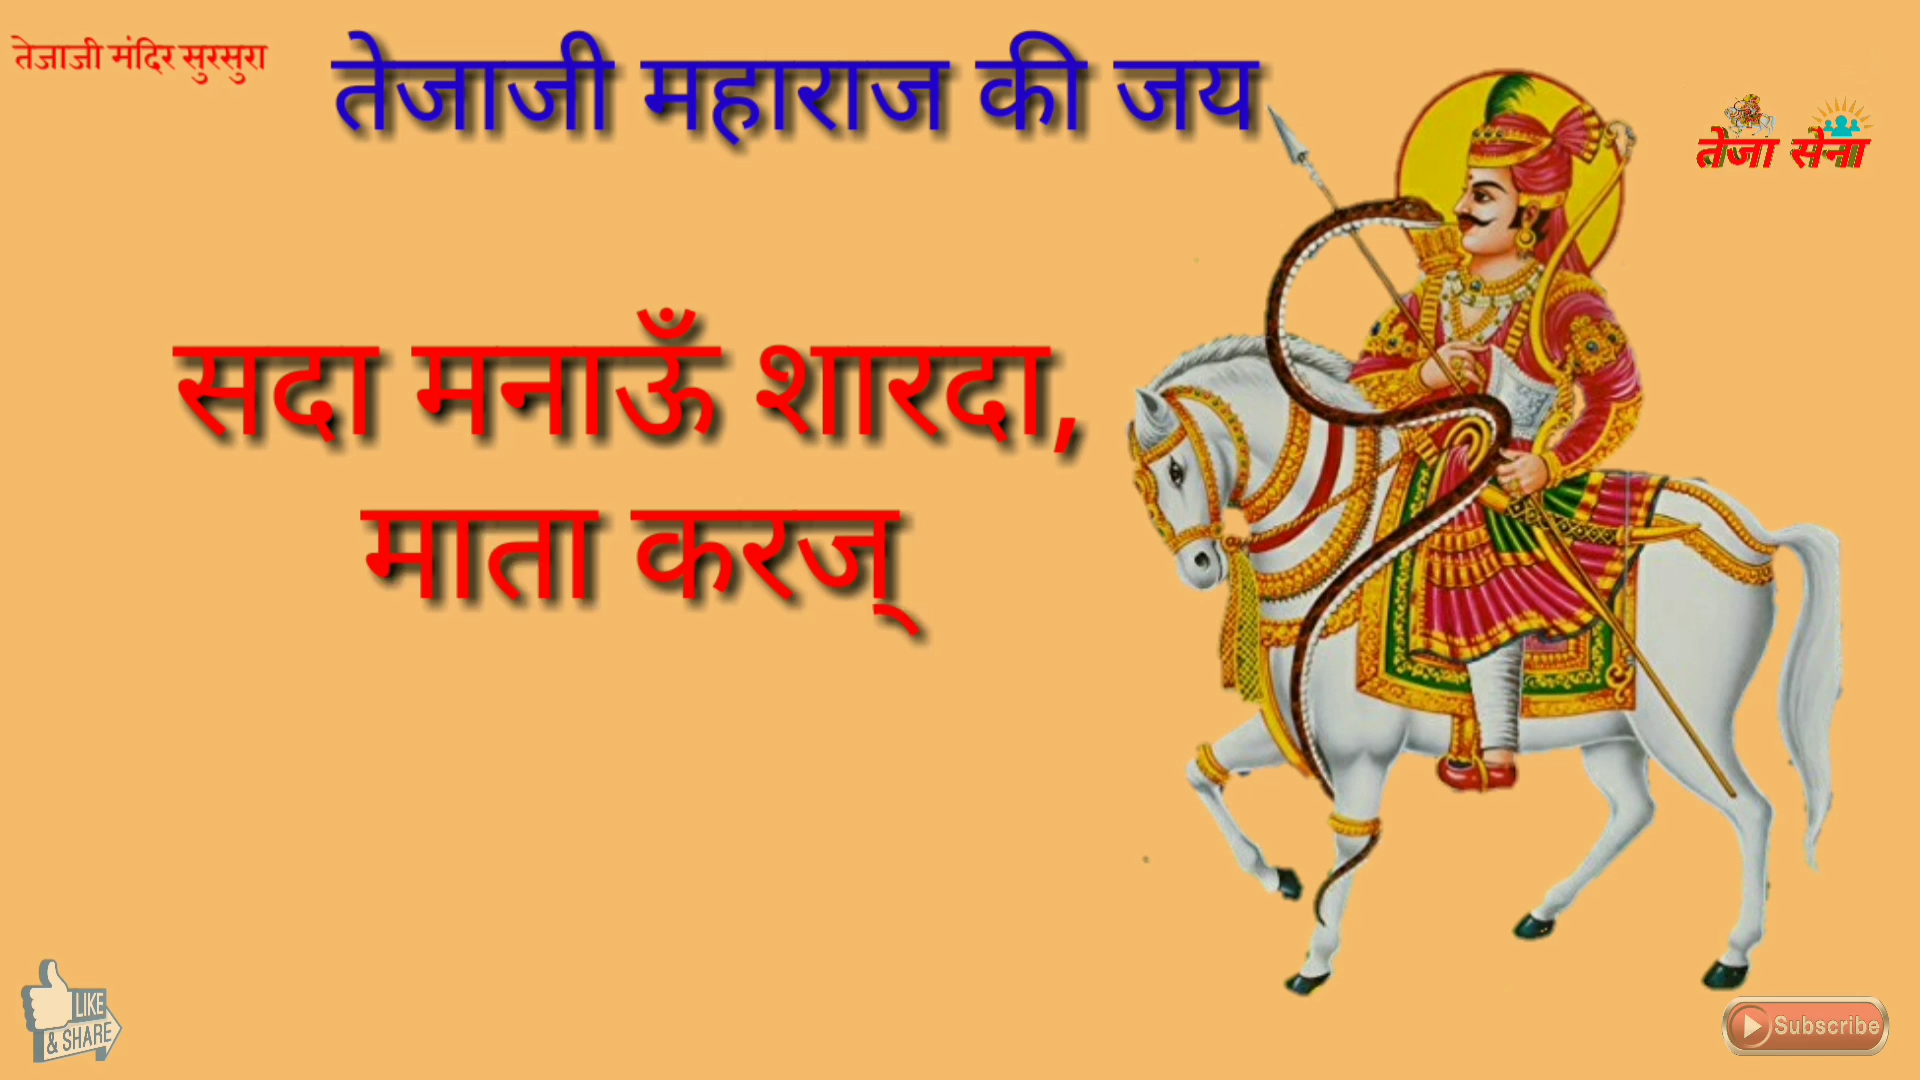 तेजाजी मंदिर सुरसुरा
तेजाजी महाराज की जय
तेजा सेना
सदा मनाऊँ शारदा,
माता करज्
LIKE
& SHARE
Subscribe